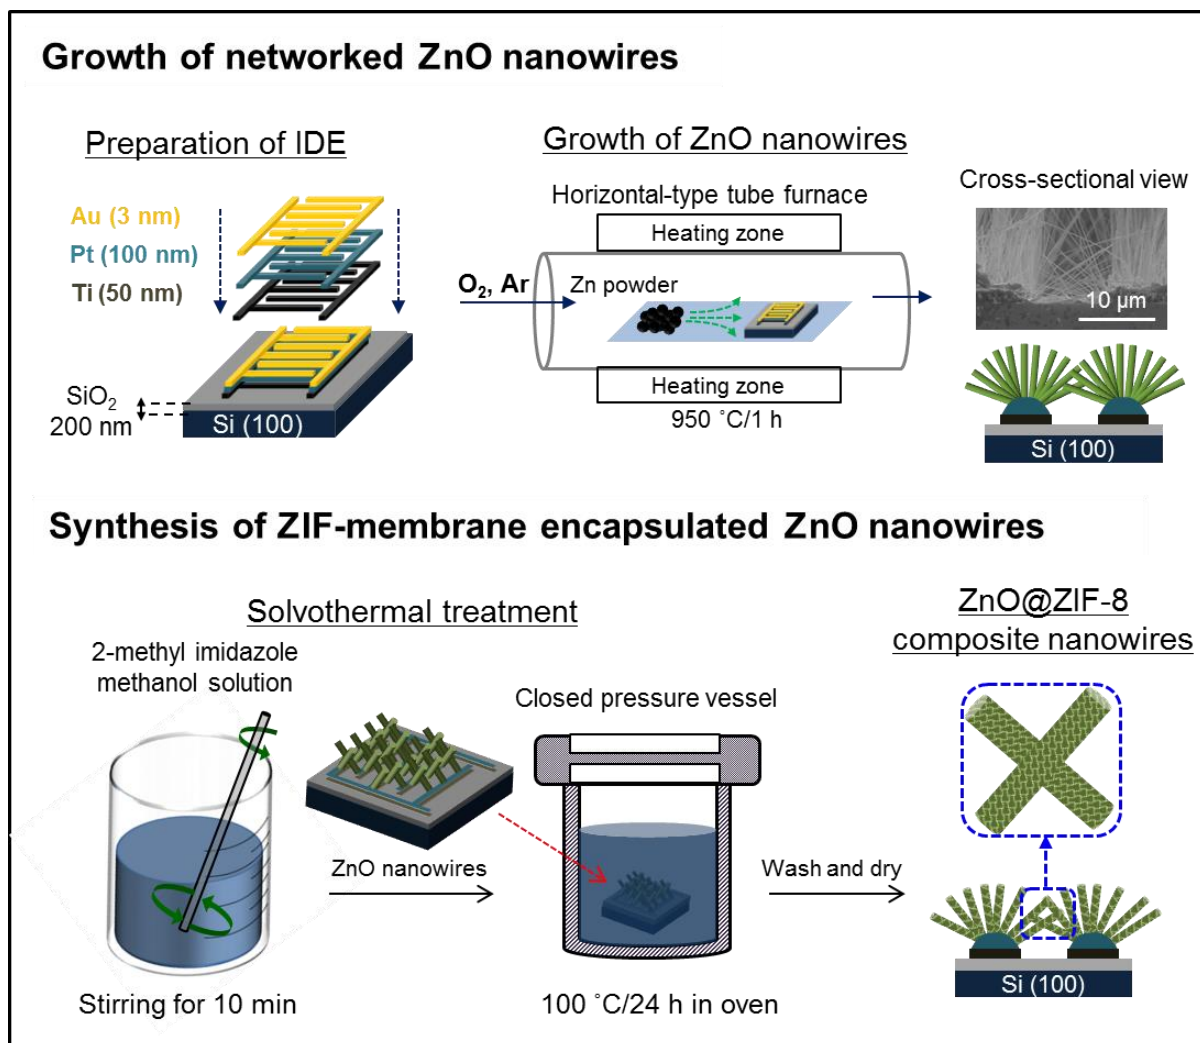 Growth of networked ZnO nanowires
Preparation of IDE
Au (3 nm)
Pt (100 nm)
Ti (50 nm)
SiO₂
200 nm
Si (100)
Growth of ZnO nanowires
Horizontal-type tube furnace
Heating zone
O₂, Ar
Zn powder
Heating zone
950 ˚C/1 h
Cross-sectional view
10 µm
Si (100)
Synthesis of ZIF-membrane encapsulated ZnO nanowires
Solvothermal treatment
2-methyl imidazole
methanol solution
Stirring for 10 min
ZnO nanowires
Closed pressure vessel
100 ˚C/24 h in oven
Wash and dry
ZnO@ZIF-8
composite nanowires
Si (100)